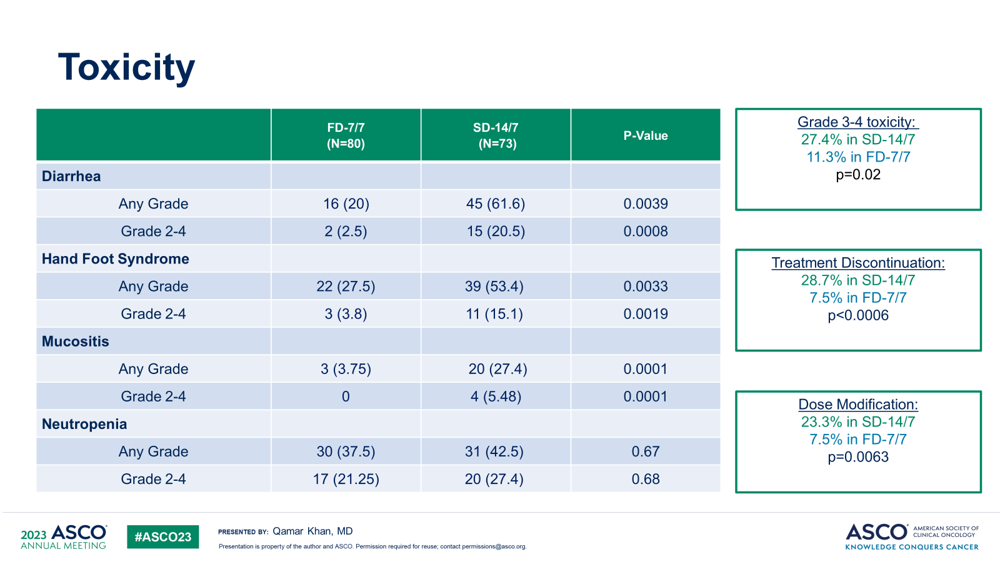 Toxicity
FD-7/7 (N=80) SD-14/7 (N=73) P-Value
Diarrhea
Any Grade 16 (20) 45 (61.6) 0.0039
Grade 2-4 2 (2.5) 15 (20.5) 0.0008
Hand Foot Syndrome
Any Grade 22 (27.5) 39 (53.4) 0.0033
Grade 2-4 3 (3.8) 11 (15.1) 0.0019
Mucositis
Any Grade 3 (3.75) 20 (27.4) 0.0001
Grade 2-4 0 4 (5.48) 0.0001
Neutropenia
Any Grade 30 (37.5) 31 (42.5) 0.67
Grade 2-4 17 (21.25) 20 (27.4) 0.68
Grade 3-4 toxicity:
27.4% in SD-14/7
11.3% in FD-7/7
p=0.02
Treatment Discontinuation:
28.7% in SD-14/7
7.5% in FD-7/7
p<0.0006
Dose Modification:
23.3% in SD-14/7
7.5% in FD-7/7
p=0.0063
2023 ASCO®
ANNUAL MEETING
#ASCO23
PRESENTED BY: Qamar Khan, MD
Presentation is property of the author and ASCO. Permission required for reuse; contact permissions@asco.org.
ASCO® AMERICAN SOCIETY OF
CLINICAL ONCOLOGY
KNOWLEDGE CONQUERS CANCER